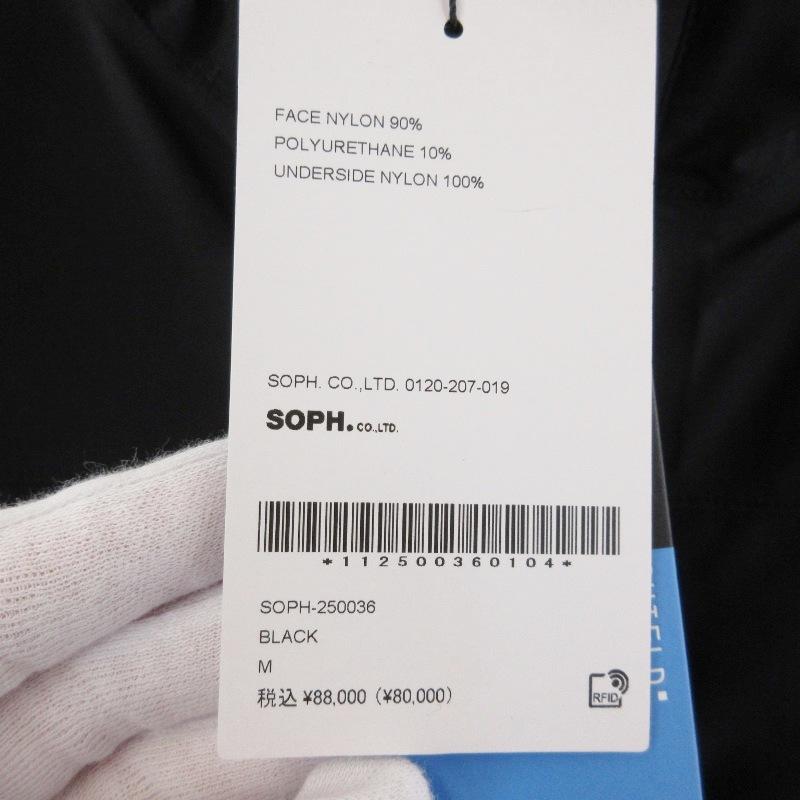 FACE NYLON 90%
POLYURETHANE 10%
UNDERSIDE NYLON 100%
SOPH. CO.,LTD. 0120-207-019
SOPH. CO.,LTD.
*112500360104*
SOPH-250036
BLACK
M
税込 ¥88,000 (¥80,000)
RFID